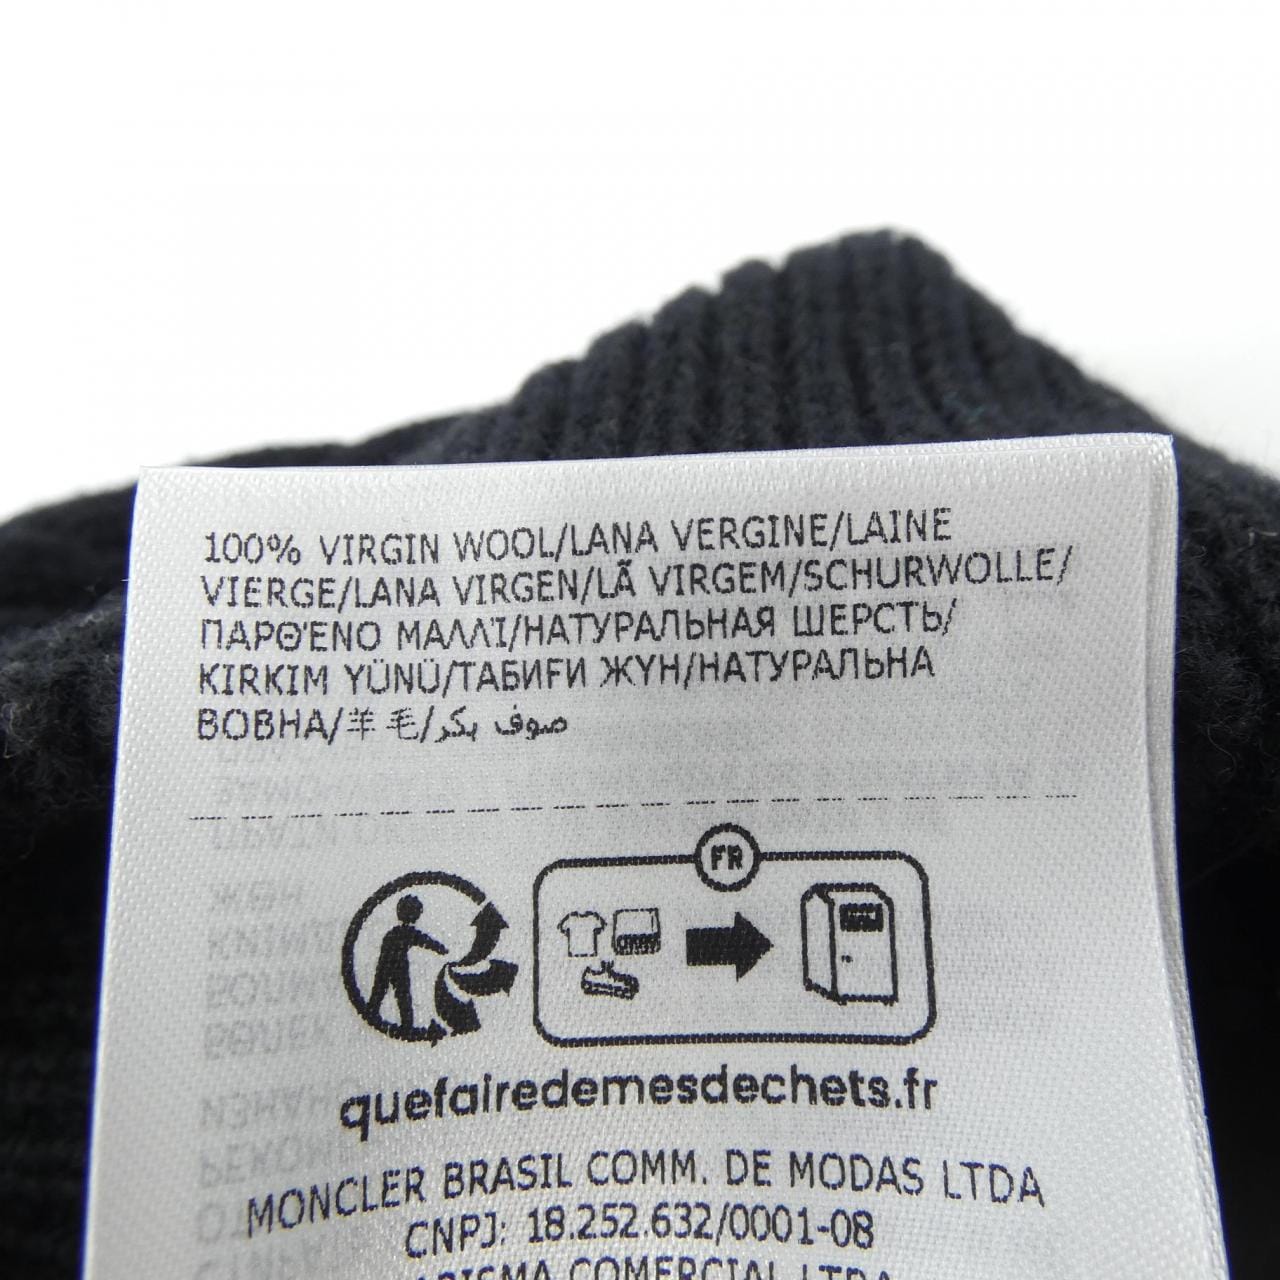 100% VIRGIN WOOL/LANA VERGINE/LAINE
VIERGE/LANA VIRGEN/LÃ VIRGEM/SCHURWOLLE/
ΠΑΡΘΈΝΟ ΜΑΛΛΊ/НАТУРАЛЬНАЯ ШЕРСТЬ/
KIRKIM YÜNÜ/ТАБИҒИ ЖҮН/НАТУРАЛЬНА
ВОВНА/羊毛/صوف بكر
FR
quefairedemesdechets.fr
MONCLER BRASIL COMM. DE MODAS LTDA
CNPJ: 18.252.632/0001-08
COMERCIAL LTDA